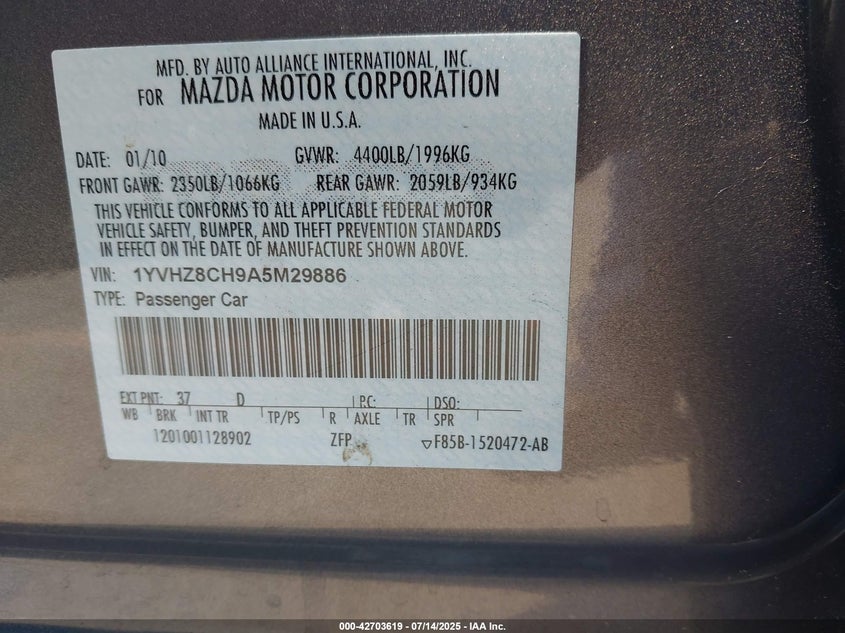 MFD. BY AUTO ALLIANCE INTERNATIONAL, INC.
FOR MAZDA MOTOR CORPORATION
MADE IN U.S.A.
DATE: 01/10 GVWR: 4400LB/1996KG
FRONT GAWR: 2350LB/1066KG REAR GAWR: 2059LB/934KG
THIS VEHICLE CONFORMS TO ALL APPLICABLE FEDERAL MOTOR
VEHICLE SAFETY, BUMPER, AND THEFT PREVENTION STANDARDS
IN EFFECT ON THE DATE OF MANUFACTURE SHOWN ABOVE.
VIN: 1YVHZ8CH9A5M29886
TYPE: Passenger Car
EXT PNT: 37 D P.C: DSO:
WB BRK INT TR TP/PS R AXLE TR SPR
1201001128902 ZFP F85B-1520472-AB
000-42703619 - 07/14/2025 - IAA Inc.